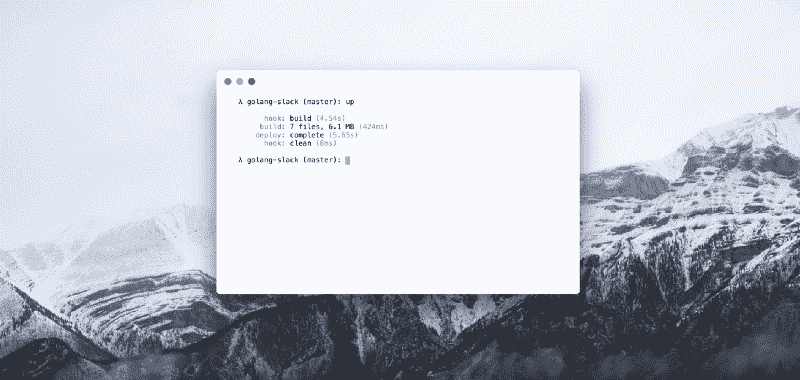 λ golang-slack (master): up
hook: build (4.54s)
build: 7 files, 6.1 MB (424ms)
deploy: complete (5.65s)
hook: clean (8ms)
λ golang-slack (master):